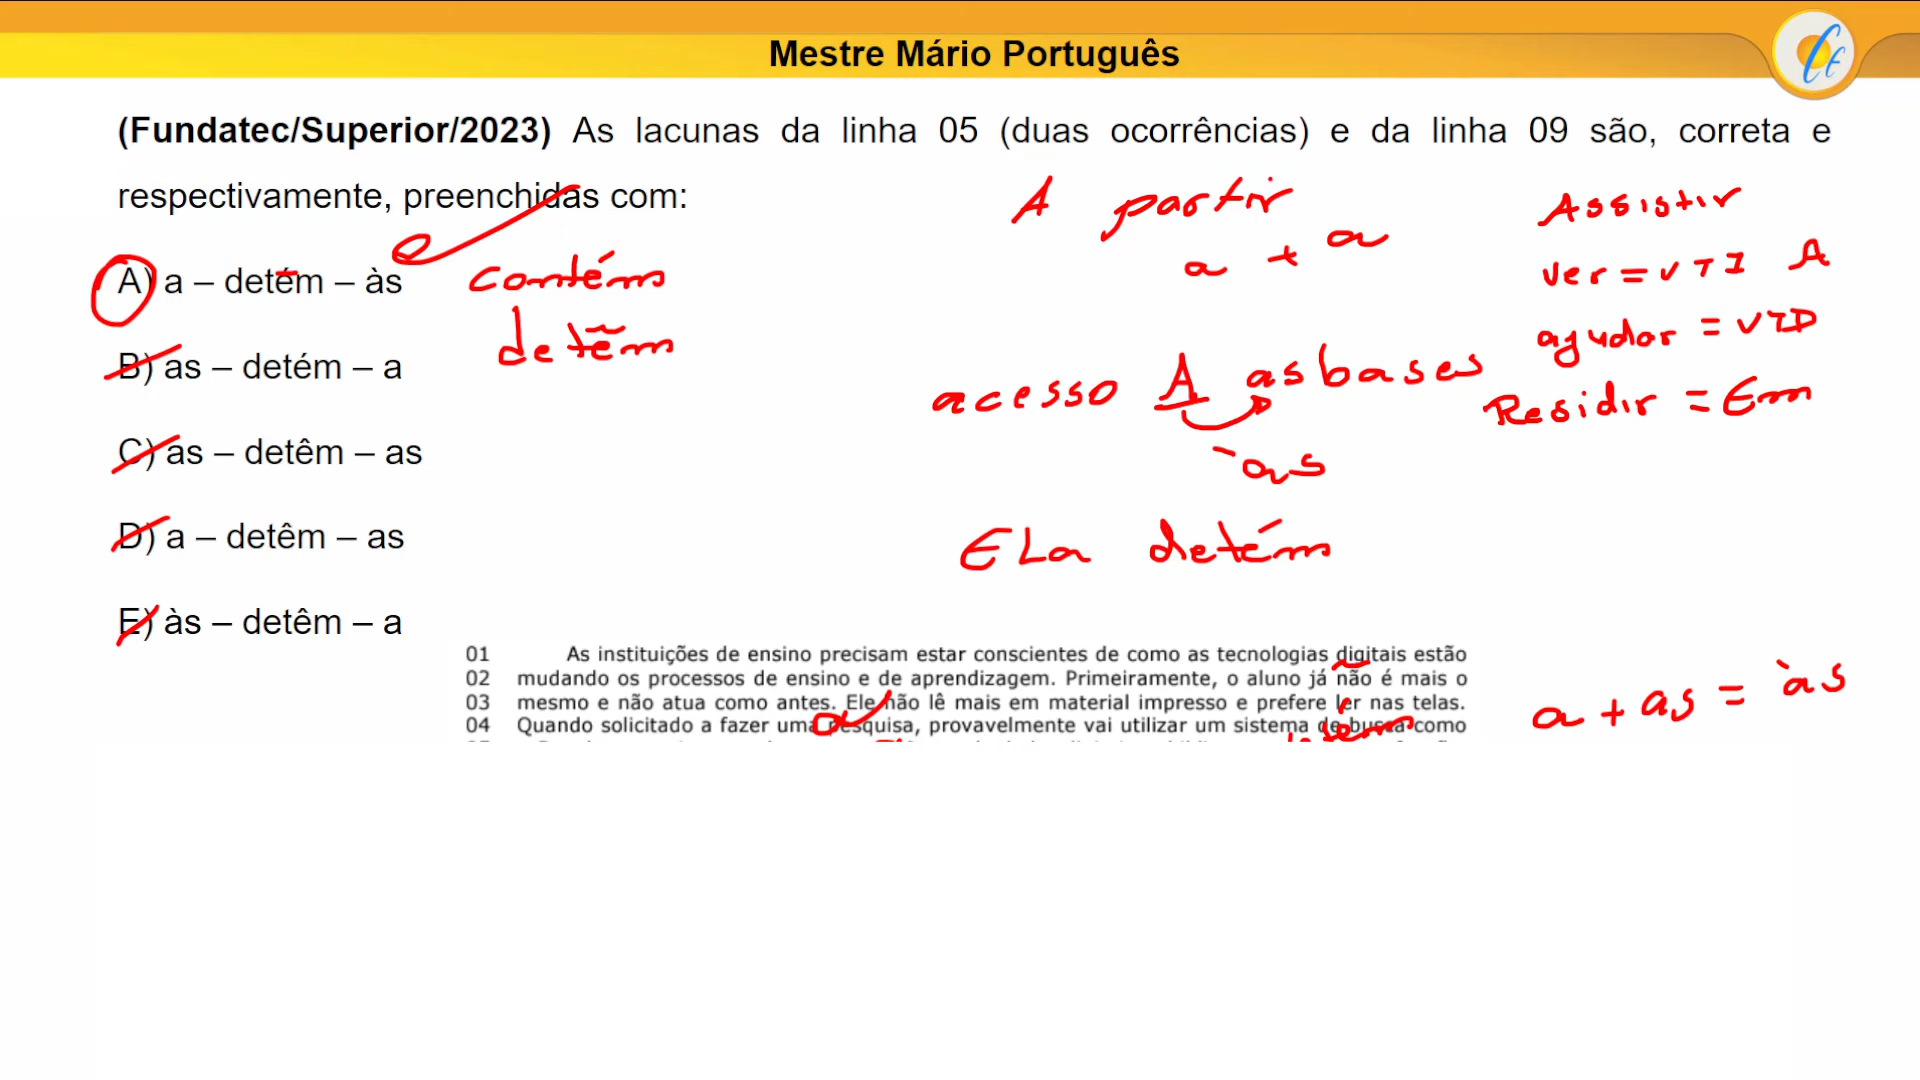 Mestre Mário Português
(Fundatec/Superior/2023) As lacunas da linha 05 (duas ocorrências) e da linha 09 são, correta e
respectivamente, preenchidas com:
A) a – detém – às
B) as – detém – a
C) as – detêm – as
D) a – detêm – as
E) às – detêm – a
contém
detêm
A partir
a + a
acesso A as bases
às
Ela detém
Assistir
ver = VTI A
ajudar = VTD
Residir = Em
a + as = às
01 As instituições de ensino precisam estar conscientes de como as tecnologias digitais estão
02 mudando os processos de ensino e de aprendizagem. Primeiramente, o aluno já não é mais o
03 mesmo e não atua como antes. Ele não lê mais em material impresso e prefere ler nas telas.
04 Quando solicitado a fazer uma pesquisa, provavelmente vai utilizar um sistema de busca como